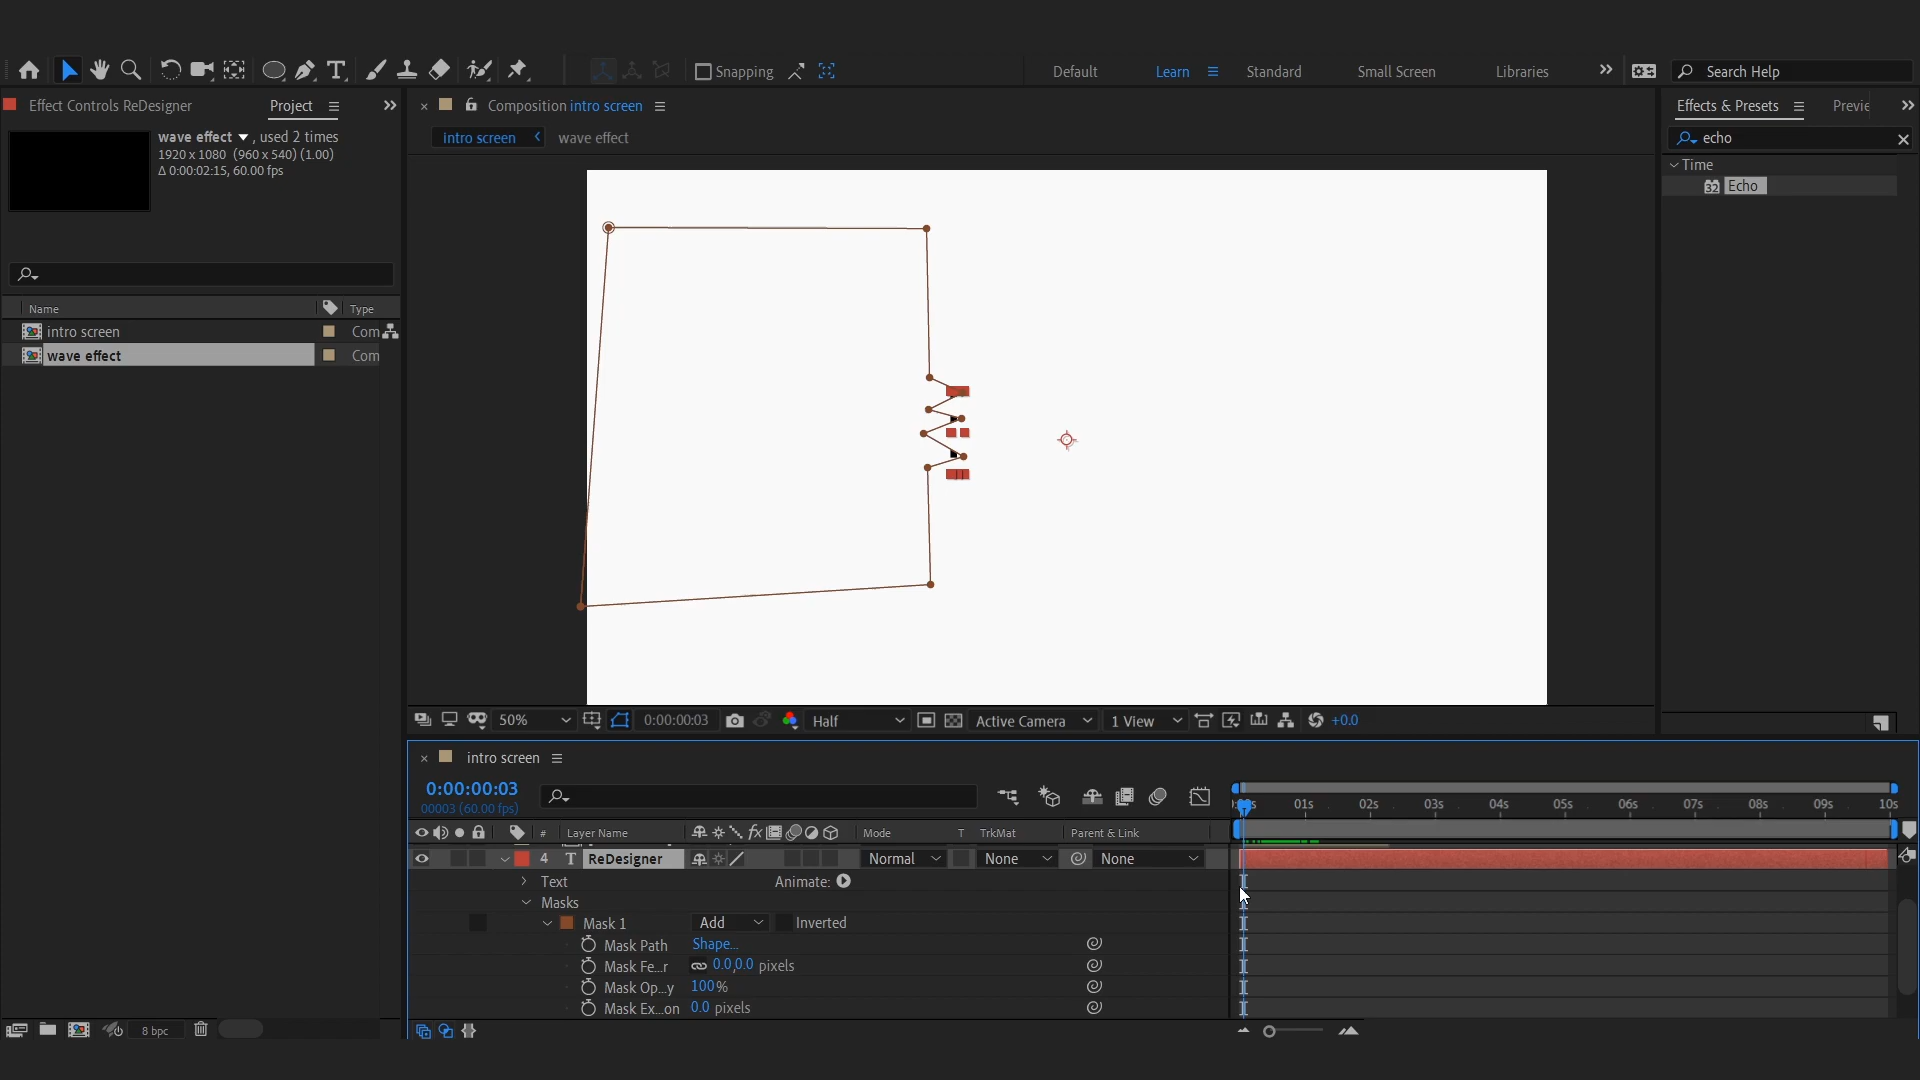 Snapping
Default
Learn
Standard
Small Screen
Libraries
Search Help
Effect Controls ReDesigner
Project
Composition intro screen
Effects & Presets
Previe
wave effect , used 2 times
1920 x 1080 (960 x 540) (1.00)
Δ 0:00:02:15, 60.00 fps
intro screen
wave effect
echo
Time
32 Echo
Name
Type
intro screen
Com
wave effect
Com
50%
0:00:00:03
Half
Active Camera
1 View
+0.0
intro screen
0:00:00:03
00003 (60.00 fps)
01s
02s
03s
04s
05s
06s
07s
08s
09s
10s
#
Layer Name
fx
Mode
T
TrkMat
Parent & Link
4 T ReDesigner
Normal
None
None
Text
Animate:
Masks
Mask 1
Add
Inverted
Mask Path
Shape...
Mask Fe...r
0.0,0.0 pixels
Mask Op...y
100%
Mask Ex...on
0.0 pixels
8 bpc